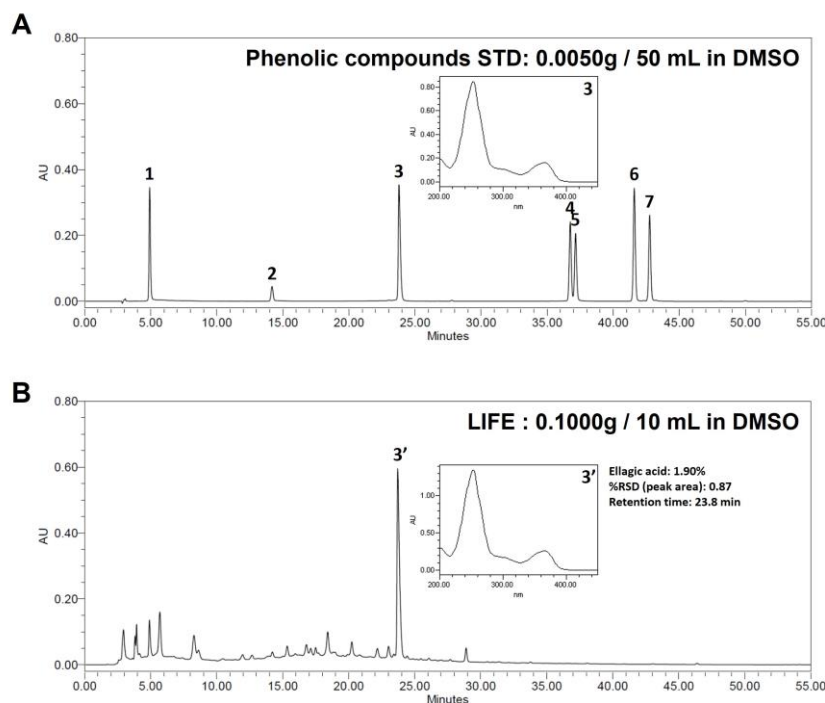 A
Phenolic compounds STD: 0.0050g / 50 mL in DMSO
0.80
0.60
0.40
0.20
0.00
AU
1
2
3
4
5
6
7
3
0.80
0.60
0.40
0.20
0.00
AU
200.00 300.00 400.00
nm
0.00 5.00 10.00 15.00 20.00 25.00 30.00 35.00 40.00 45.00 50.00 55.00
Minutes
B
LIFE : 0.1000g / 10 mL in DMSO
0.80
0.60
0.40
0.20
0.00
AU
3’
3’
1.00
0.50
0.00
AU
200.00 300.00 400.00
nm
Ellagic acid: 1.90%
%RSD (peak area): 0.87
Retention time: 23.8 min
0.00 5.00 10.00 15.00 20.00 25.00 30.00 35.00 40.00 45.00 50.00 55.00
Minutes